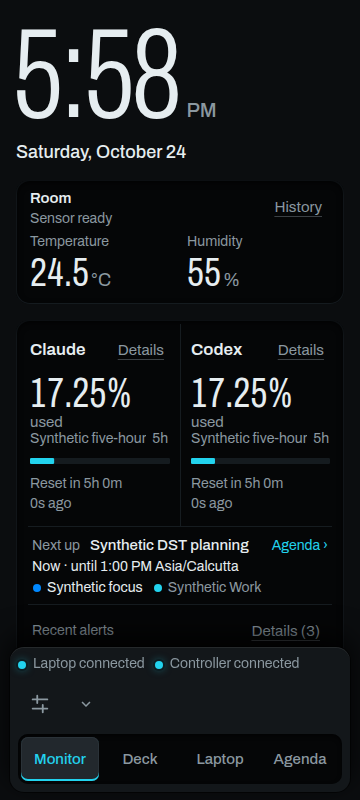 5:58 PM
Saturday, October 24
Room
Sensor ready
History
Temperature
Humidity
24.5 °C
55 %
Claude
Details
17.25%
used
Synthetic five-hour 5h
Reset in 5h 0m
0s ago
Codex
Details
17.25%
used
Synthetic five-hour 5h
Reset in 5h 0m
0s ago
Next up Synthetic DST planning Agenda ›
Now · until 1:00 PM Asia/Calcutta
Synthetic focus Synthetic Work
Recent alerts Details (3)
Laptop connected Controller connected
Monitor Deck Laptop Agenda